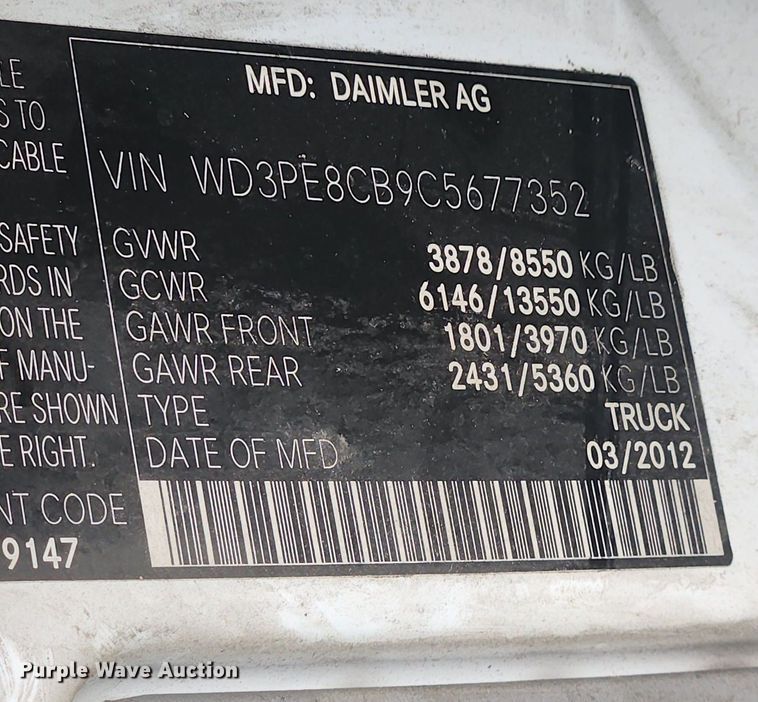 LE
S TO
CABLE
SAFETY
RDS IN
ON THE
F MANU-
RE SHOWN
E RIGHT.
NT CODE
9147
MFD: DAIMLER AG
VIN WD3PE8CB9C5677352
GVWR 3878/8550 KG/LB
GCWR 6146/13550 KG/LB
GAWR FRONT 1801/3970 KG/LB
GAWR REAR 2431/5360 KG/LB
TYPE TRUCK
DATE OF MFD 03/2012
Purple Wave Auction